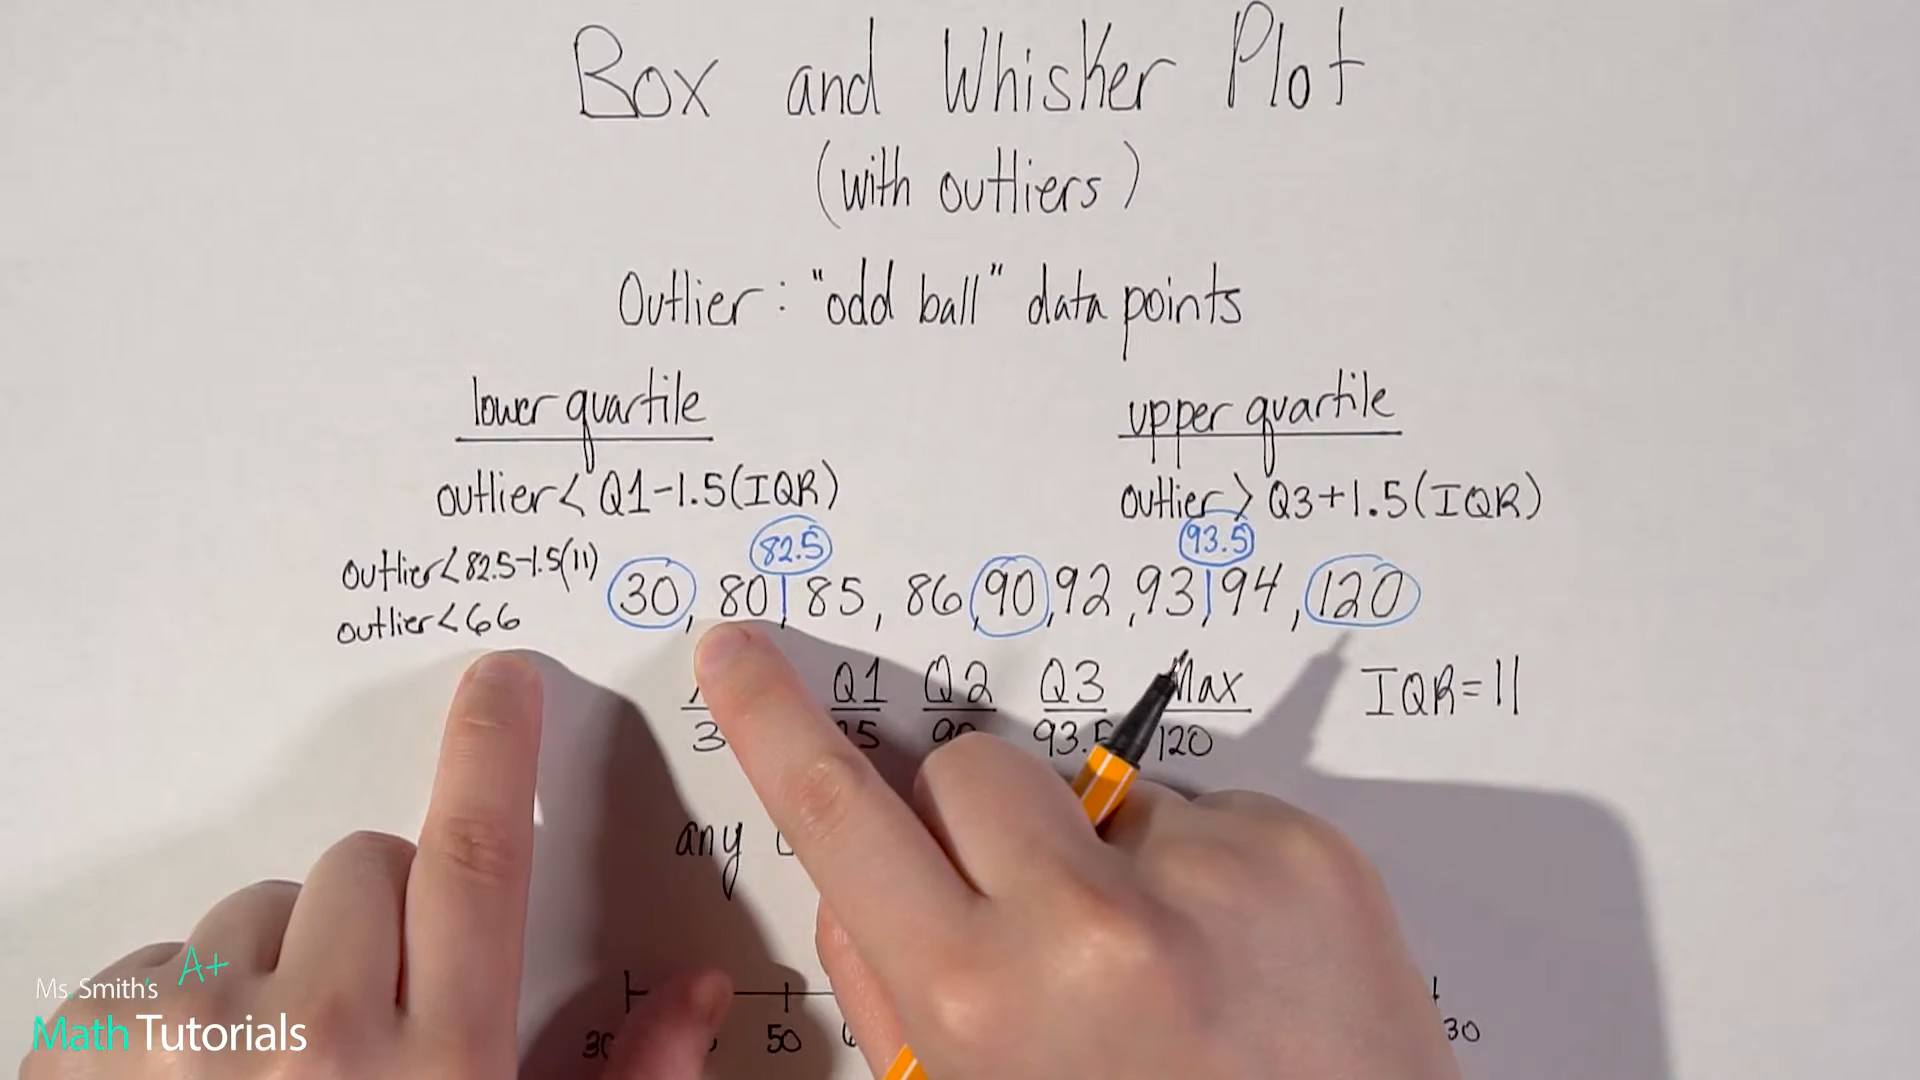 Box and Whisker Plot
(with outliers)
Outlier: "odd ball" data points
lower quartile
upper quartile
outlier < Q1-1.5(IQR)
outlier > Q3+1.5(IQR)
82.5
93.5
outlier<82.5-1.5(11)
30, 80, 85, 86, 90, 92, 93, 94, 120
outlier<66
Q1 Q2 Q3 Max
IQR=11
93.5 120
any
50
Ms. Smith's A+
Math Tutorials